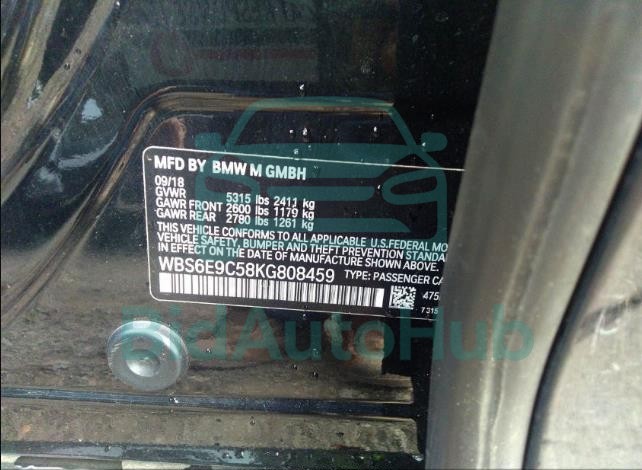 MFD BY BMW M GMBH
09/18
GVWR 5315 lbs 2411 kg
GAWR FRONT 2600 lbs 1179 kg
GAWR REAR 2780 lbs 1261 kg
THIS VEHICLE CONFORMS TO ALL APPLICABLE U.S. FEDERAL MO
VEHICLE SAFETY, BUMPER AND THEFT PREVENTION STAN
IN EFFECT ON DATE OF MANUFACTURE SHOWN ABOVE.
WBS6E9C58KG808459 TYPE: PASSENGER CA
475
7315
BidAutoHub